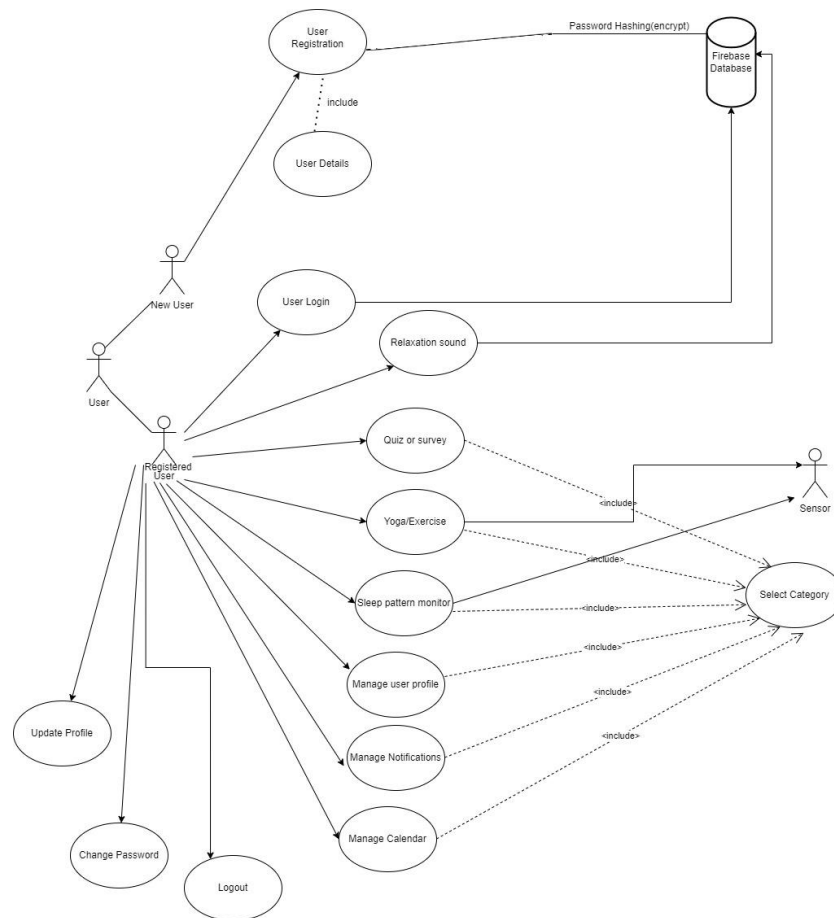 User
Registration
Password Hashing(encrypt)
Firebase
Database
include
User Details
New User
User Login
Relaxation sound
User
Registered
User
Quiz or survey
Yoga/Exercise
Sensor
<include>
<include>
Select Category
Sleep pattern monitor
<include>
Manage user profile
<include>
Update Profile
Manage Notifications
<include>
<include>
Manage Calendar
Change Password
Logout